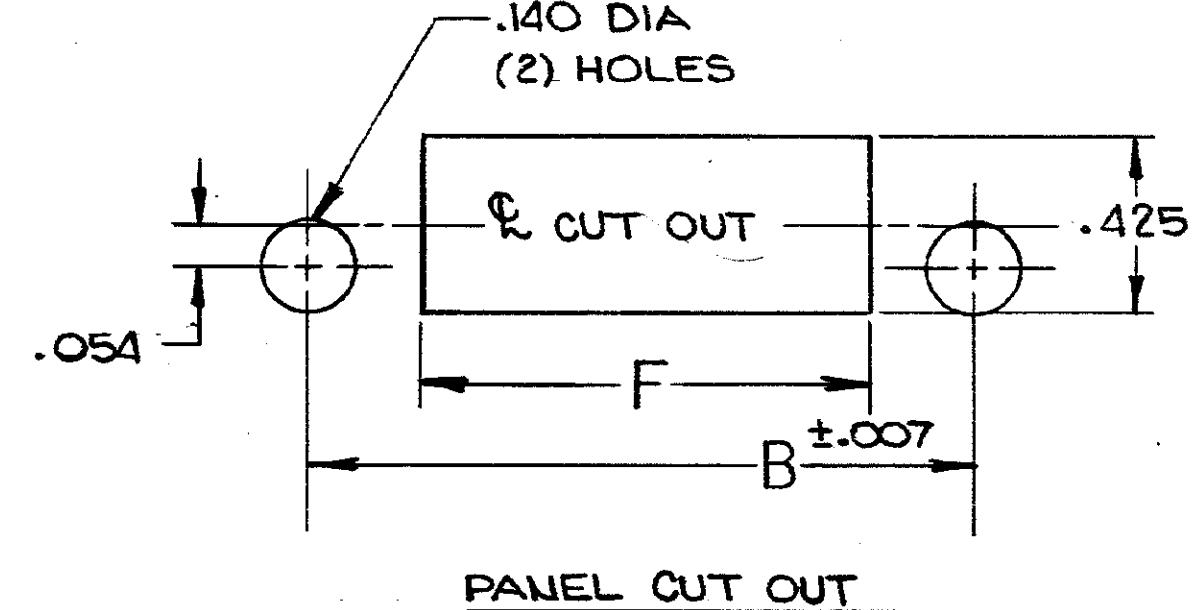 .140 DIA
(2) HOLES
℄ CUT OUT
.425
.054
F
B ±.007
PANEL CUT OUT